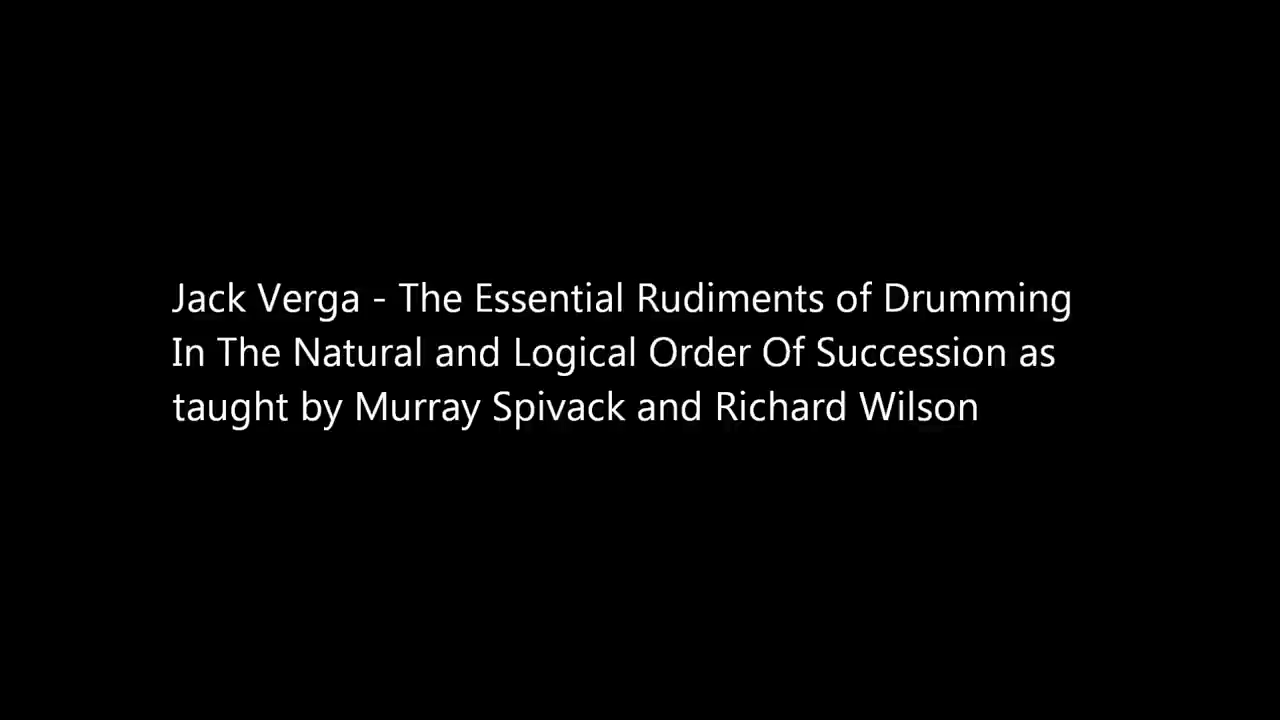 Jack Verga - The Essential Rudiments of Drumming
In The Natural and Logical Order Of Succession as
taught by Murray Spivack and Richard Wilson